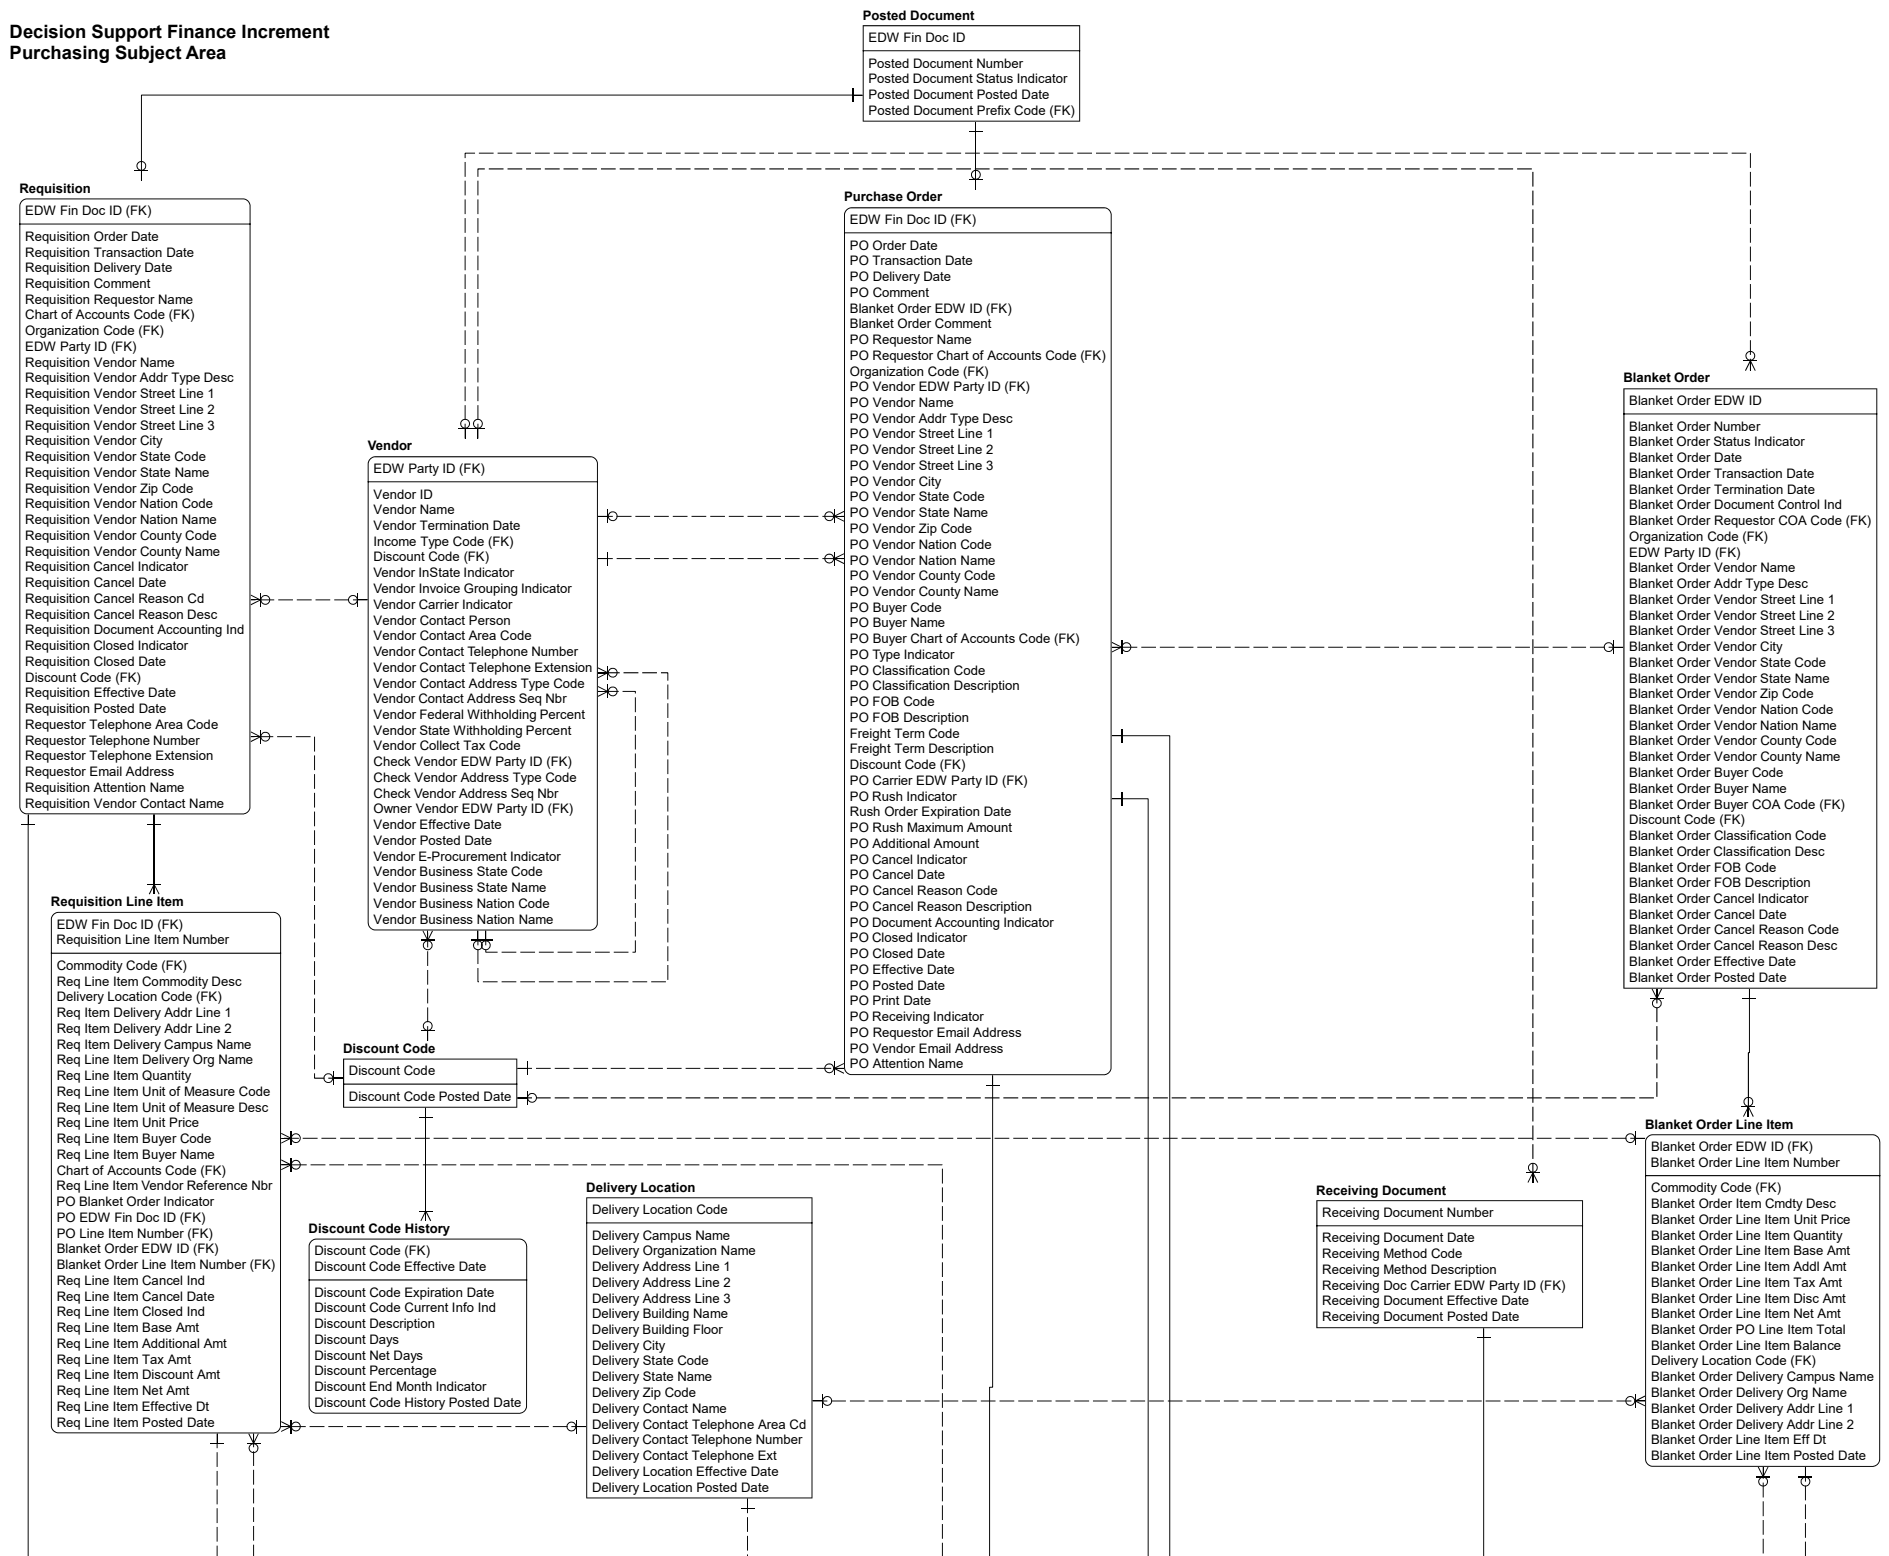 Decision Support Finance Increment
Purchasing Subject Area
Posted Document
EDW Fin Doc ID
Posted Document Number
Posted Document Status Indicator
Posted Document Posted Date
Posted Document Prefix Code (FK)
Requisition
EDW Fin Doc ID (FK)
Requisition Order Date
Requisition Transaction Date
Requisition Delivery Date
Requisition Comment
Requisition Requestor Name
Chart of Accounts Code (FK)
Organization Code (FK)
EDW Party ID (FK)
Requisition Vendor Name
Requisition Vendor Addr Type Desc
Requisition Vendor Street Line 1
Requisition Vendor Street Line 2
Requisition Vendor Street Line 3
Requisition Vendor City
Requisition Vendor State Code
Requisition Vendor State Name
Requisition Vendor Zip Code
Requisition Vendor Nation Code
Requisition Vendor Nation Name
Requisition Vendor County Code
Requisition Vendor County Name
Requisition Cancel Indicator
Requisition Cancel Date
Requisition Cancel Reason Cd
Requisition Cancel Reason Desc
Requisition Document Accounting Ind
Requisition Closed Indicator
Requisition Closed Date
Discount Code (FK)
Requisition Effective Date
Requisition Posted Date
Requestor Telephone Area Code
Requestor Telephone Number
Requestor Telephone Extension
Requestor Email Address
Requisition Attention Name
Requisition Vendor Contact Name
Vendor
EDW Party ID (FK)
Vendor ID
Vendor Name
Vendor Termination Date
Income Type Code (FK)
Discount Code (FK)
Vendor InState Indicator
Vendor Invoice Grouping Indicator
Vendor Carrier Indicator
Vendor Contact Person
Vendor Contact Area Code
Vendor Contact Telephone Number
Vendor Contact Telephone Extension
Vendor Contact Address Type Code
Vendor Contact Address Seq Nbr
Vendor Federal Withholding Percent
Vendor State Withholding Percent
Vendor Collect Tax Code
Check Vendor EDW Party ID (FK)
Check Vendor Address Type Code
Check Vendor Address Seq Nbr
Owner Vendor EDW Party ID (FK)
Vendor Effective Date
Vendor Posted Date
Vendor E-Procurement Indicator
Vendor Business State Code
Vendor Business State Name
Vendor Business Nation Code
Vendor Business Nation Name
Purchase Order
EDW Fin Doc ID (FK)
PO Order Date
PO Transaction Date
PO Delivery Date
PO Comment
Blanket Order EDW ID (FK)
Blanket Order Comment
PO Requestor Name
PO Requestor Chart of Accounts Code (FK)
Organization Code (FK)
PO Vendor EDW Party ID (FK)
PO Vendor Name
PO Vendor Addr Type Desc
PO Vendor Street Line 1
PO Vendor Street Line 2
PO Vendor Street Line 3
PO Vendor City
PO Vendor State Code
PO Vendor State Name
PO Vendor Zip Code
PO Vendor Nation Code
PO Vendor Nation Name
PO Vendor County Code
PO Vendor County Name
PO Buyer Code
PO Buyer Name
PO Buyer Chart of Accounts Code (FK)
PO Type Indicator
PO Classification Code
PO Classification Description
PO FOB Code
PO FOB Description
Freight Term Code
Freight Term Description
Discount Code (FK)
PO Carrier EDW Party ID (FK)
PO Rush Indicator
Rush Order Expiration Date
PO Rush Maximum Amount
PO Additional Amount
PO Cancel Indicator
PO Cancel Date
PO Cancel Reason Code
PO Cancel Reason Description
PO Document Accounting Indicator
PO Closed Indicator
PO Closed Date
PO Effective Date
PO Posted Date
PO Print Date
PO Receiving Indicator
PO Requestor Email Address
PO Vendor Email Address
PO Attention Name
Blanket Order
Blanket Order EDW ID
Blanket Order Number
Blanket Order Status Indicator
Blanket Order Date
Blanket Order Transaction Date
Blanket Order Termination Date
Blanket Order Document Control Ind
Blanket Order Requestor COA Code (FK)
Organization Code (FK)
EDW Party ID (FK)
Blanket Order Vendor Name
Blanket Order Addr Type Desc
Blanket Order Vendor Street Line 1
Blanket Order Vendor Street Line 2
Blanket Order Vendor Street Line 3
Blanket Order Vendor City
Blanket Order Vendor State Code
Blanket Order Vendor State Name
Blanket Order Vendor Zip Code
Blanket Order Vendor Nation Code
Blanket Order Vendor Nation Name
Blanket Order Vendor County Code
Blanket Order Vendor County Name
Blanket Order Buyer Code
Blanket Order Buyer Name
Blanket Order Buyer COA Code (FK)
Discount Code (FK)
Blanket Order Classification Code
Blanket Order Classification Desc
Blanket Order FOB Code
Blanket Order FOB Description
Blanket Order Cancel Indicator
Blanket Order Cancel Date
Blanket Order Cancel Reason Code
Blanket Order Cancel Reason Desc
Blanket Order Effective Date
Blanket Order Posted Date
Requisition Line Item
EDW Fin Doc ID (FK)
Requisition Line Item Number
Commodity Code (FK)
Req Line Item Commodity Desc
Delivery Location Code (FK)
Req Item Delivery Addr Line 1
Req Item Delivery Addr Line 2
Req Item Delivery Campus Name
Req Line Item Delivery Org Name
Req Line Item Quantity
Req Line Item Unit of Measure Code
Req Line Item Unit of Measure Desc
Req Line Item Unit Price
Req Line Item Buyer Code
Req Line Item Buyer Name
Chart of Accounts Code (FK)
Req Line Item Vendor Reference Nbr
PO Blanket Order Indicator
PO EDW Fin Doc ID (FK)
PO Line Item Number (FK)
Blanket Order EDW ID (FK)
Blanket Order Line Item Number (FK)
Req Line Item Cancel Ind
Req Line Item Cancel Date
Req Line Item Closed Ind
Req Line Item Base Amt
Req Line Item Additional Amt
Req Line Item Tax Amt
Req Line Item Discount Amt
Req Line Item Net Amt
Req Line Item Effective Dt
Req Line Item Posted Date
Discount Code
Discount Code
Discount Code Posted Date
Discount Code History
Discount Code (FK)
Discount Code Effective Date
Discount Code Expiration Date
Discount Code Current Info Ind
Discount Description
Discount Days
Discount Net Days
Discount Percentage
Discount End Month Indicator
Discount Code History Posted Date
Delivery Location
Delivery Location Code
Delivery Campus Name
Delivery Organization Name
Delivery Address Line 1
Delivery Address Line 2
Delivery Address Line 3
Delivery Building Name
Delivery Building Floor
Delivery City
Delivery State Code
Delivery State Name
Delivery Zip Code
Delivery Contact Name
Delivery Contact Telephone Area Cd
Delivery Contact Telephone Number
Delivery Contact Telephone Ext
Delivery Location Effective Date
Delivery Location Posted Date
Receiving Document
Receiving Document Number
Receiving Document Date
Receiving Method Code
Receiving Method Description
Receiving Doc Carrier EDW Party ID (FK)
Receiving Document Effective Date
Receiving Document Posted Date
Blanket Order Line Item
Blanket Order EDW ID (FK)
Blanket Order Line Item Number
Commodity Code (FK)
Blanket Order Item Cmdty Desc
Blanket Order Line Item Unit Price
Blanket Order Line Item Quantity
Blanket Order Line Item Base Amt
Blanket Order Line Item Addl Amt
Blanket Order Line Item Tax Amt
Blanket Order Line Item Disc Amt
Blanket Order Line Item Net Amt
Blanket Order PO Line Item Total
Blanket Order Line Item Balance
Delivery Location Code (FK)
Blanket Order Delivery Campus Name
Blanket Order Delivery Org Name
Blanket Order Delivery Addr Line 1
Blanket Order Delivery Addr Line 2
Blanket Order Line Item Eff Dt
Blanket Order Line Item Posted Date